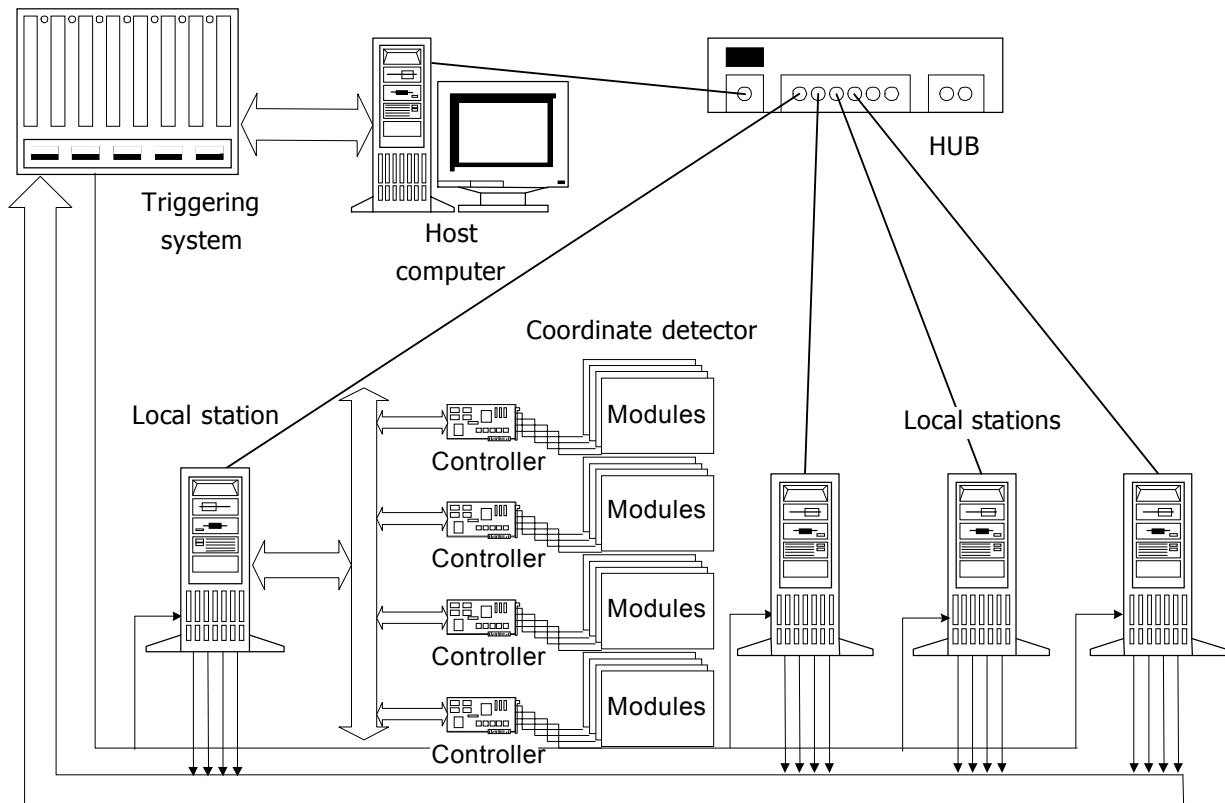 Triggering
system
Host
computer
HUB
Coordinate detector
Local station
Local stations
Modules
Controller
Modules
Controller
Modules
Controller
Modules
Controller